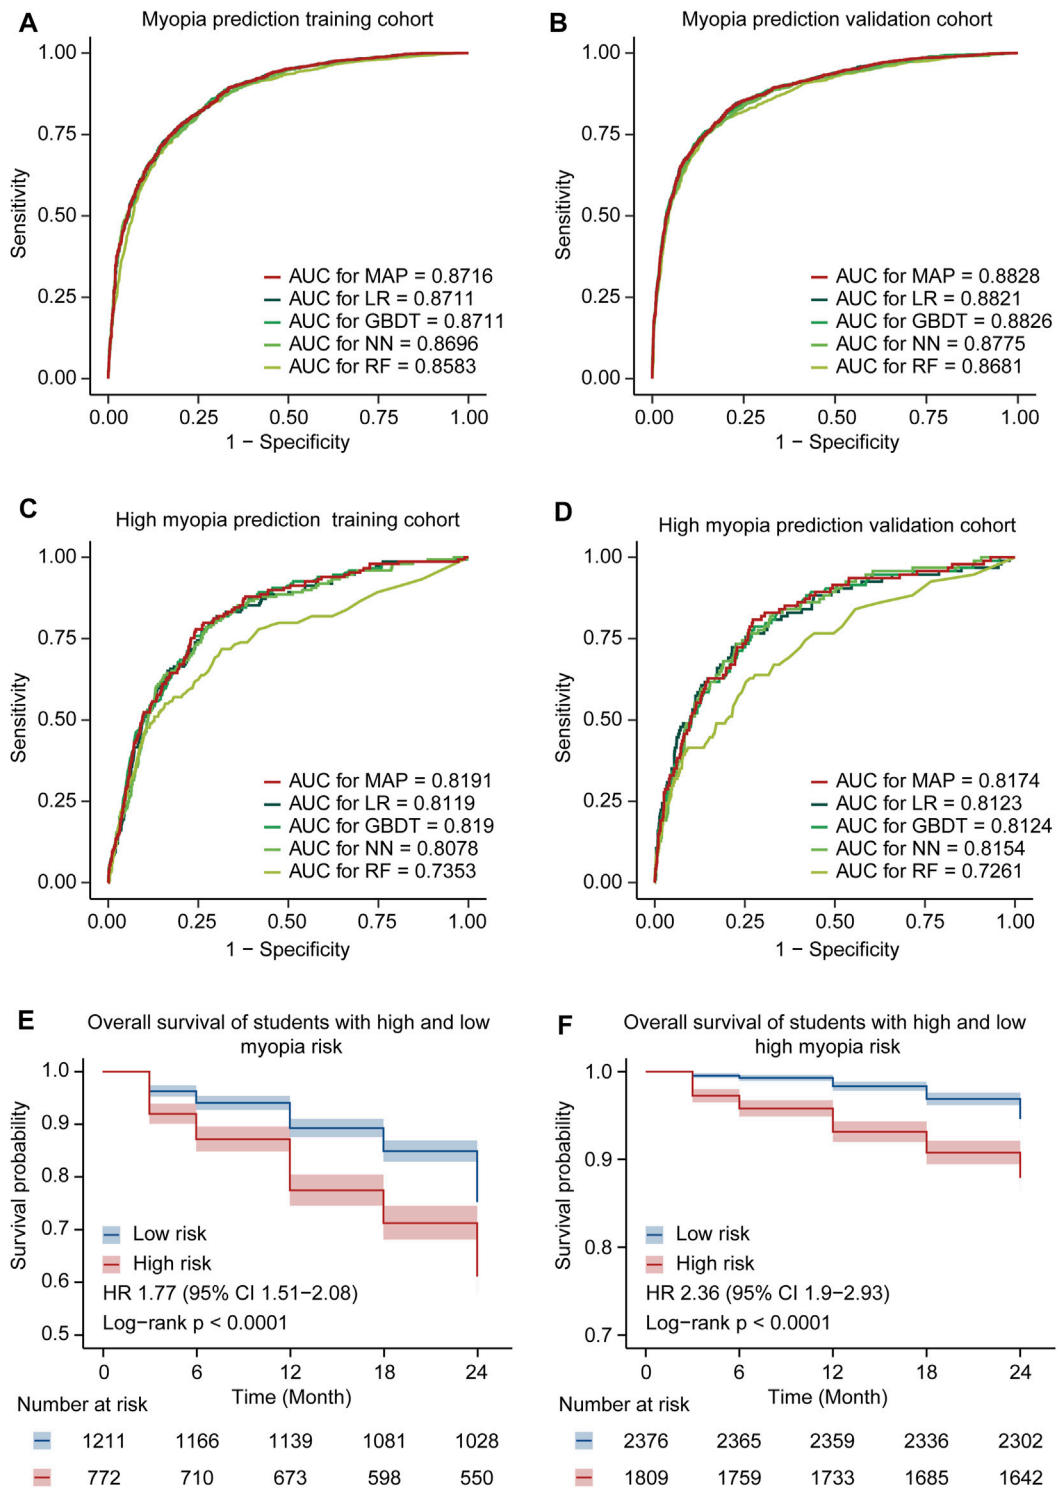 A
Myopia prediction training cohort
1.00
0.75
0.50
0.25
0.00
Sensitivity
AUC for MAP = 0.8716
AUC for LR = 0.8711
AUC for GBDT = 0.8711
AUC for NN = 0.8696
AUC for RF = 0.8583
0.00 0.25 0.50 0.75 1.00
1 − Specificity
B
Myopia prediction validation cohort
1.00
0.75
0.50
0.25
0.00
Sensitivity
AUC for MAP = 0.8828
AUC for LR = 0.8821
AUC for GBDT = 0.8826
AUC for NN = 0.8775
AUC for RF = 0.8681
0.00 0.25 0.50 0.75 1.00
1 − Specificity
C
High myopia prediction training cohort
1.00
0.75
0.50
0.25
0.00
Sensitivity
AUC for MAP = 0.8191
AUC for LR = 0.8119
AUC for GBDT = 0.819
AUC for NN = 0.8078
AUC for RF = 0.7353
0.00 0.25 0.50 0.75 1.00
1 − Specificity
D
High myopia prediction validation cohort
1.00
0.75
0.50
0.25
0.00
Sensitivity
AUC for MAP = 0.8174
AUC for LR = 0.8123
AUC for GBDT = 0.8124
AUC for NN = 0.8154
AUC for RF = 0.7261
0.00 0.25 0.50 0.75 1.00
1 − Specificity
E
Overall survival of students with high and low
myopia risk
1.0
0.9
0.8
0.7
0.6
0.5
Survival probability
Low risk
High risk
HR 1.77 (95% CI 1.51−2.08)
Log−rank p < 0.0001
0 6 12 18 24
Time (Month)
Number at risk
1211 1166 1139 1081 1028
772 710 673 598 550
F
Overall survival of students with high and low
high myopia risk
1.0
0.9
0.8
0.7
Survival probability
Low risk
High risk
HR 2.36 (95% CI 1.9−2.93)
Log−rank p < 0.0001
0 6 12 18 24
Time (Month)
Number at risk
2376 2365 2359 2336 2302
1809 1759 1733 1685 1642